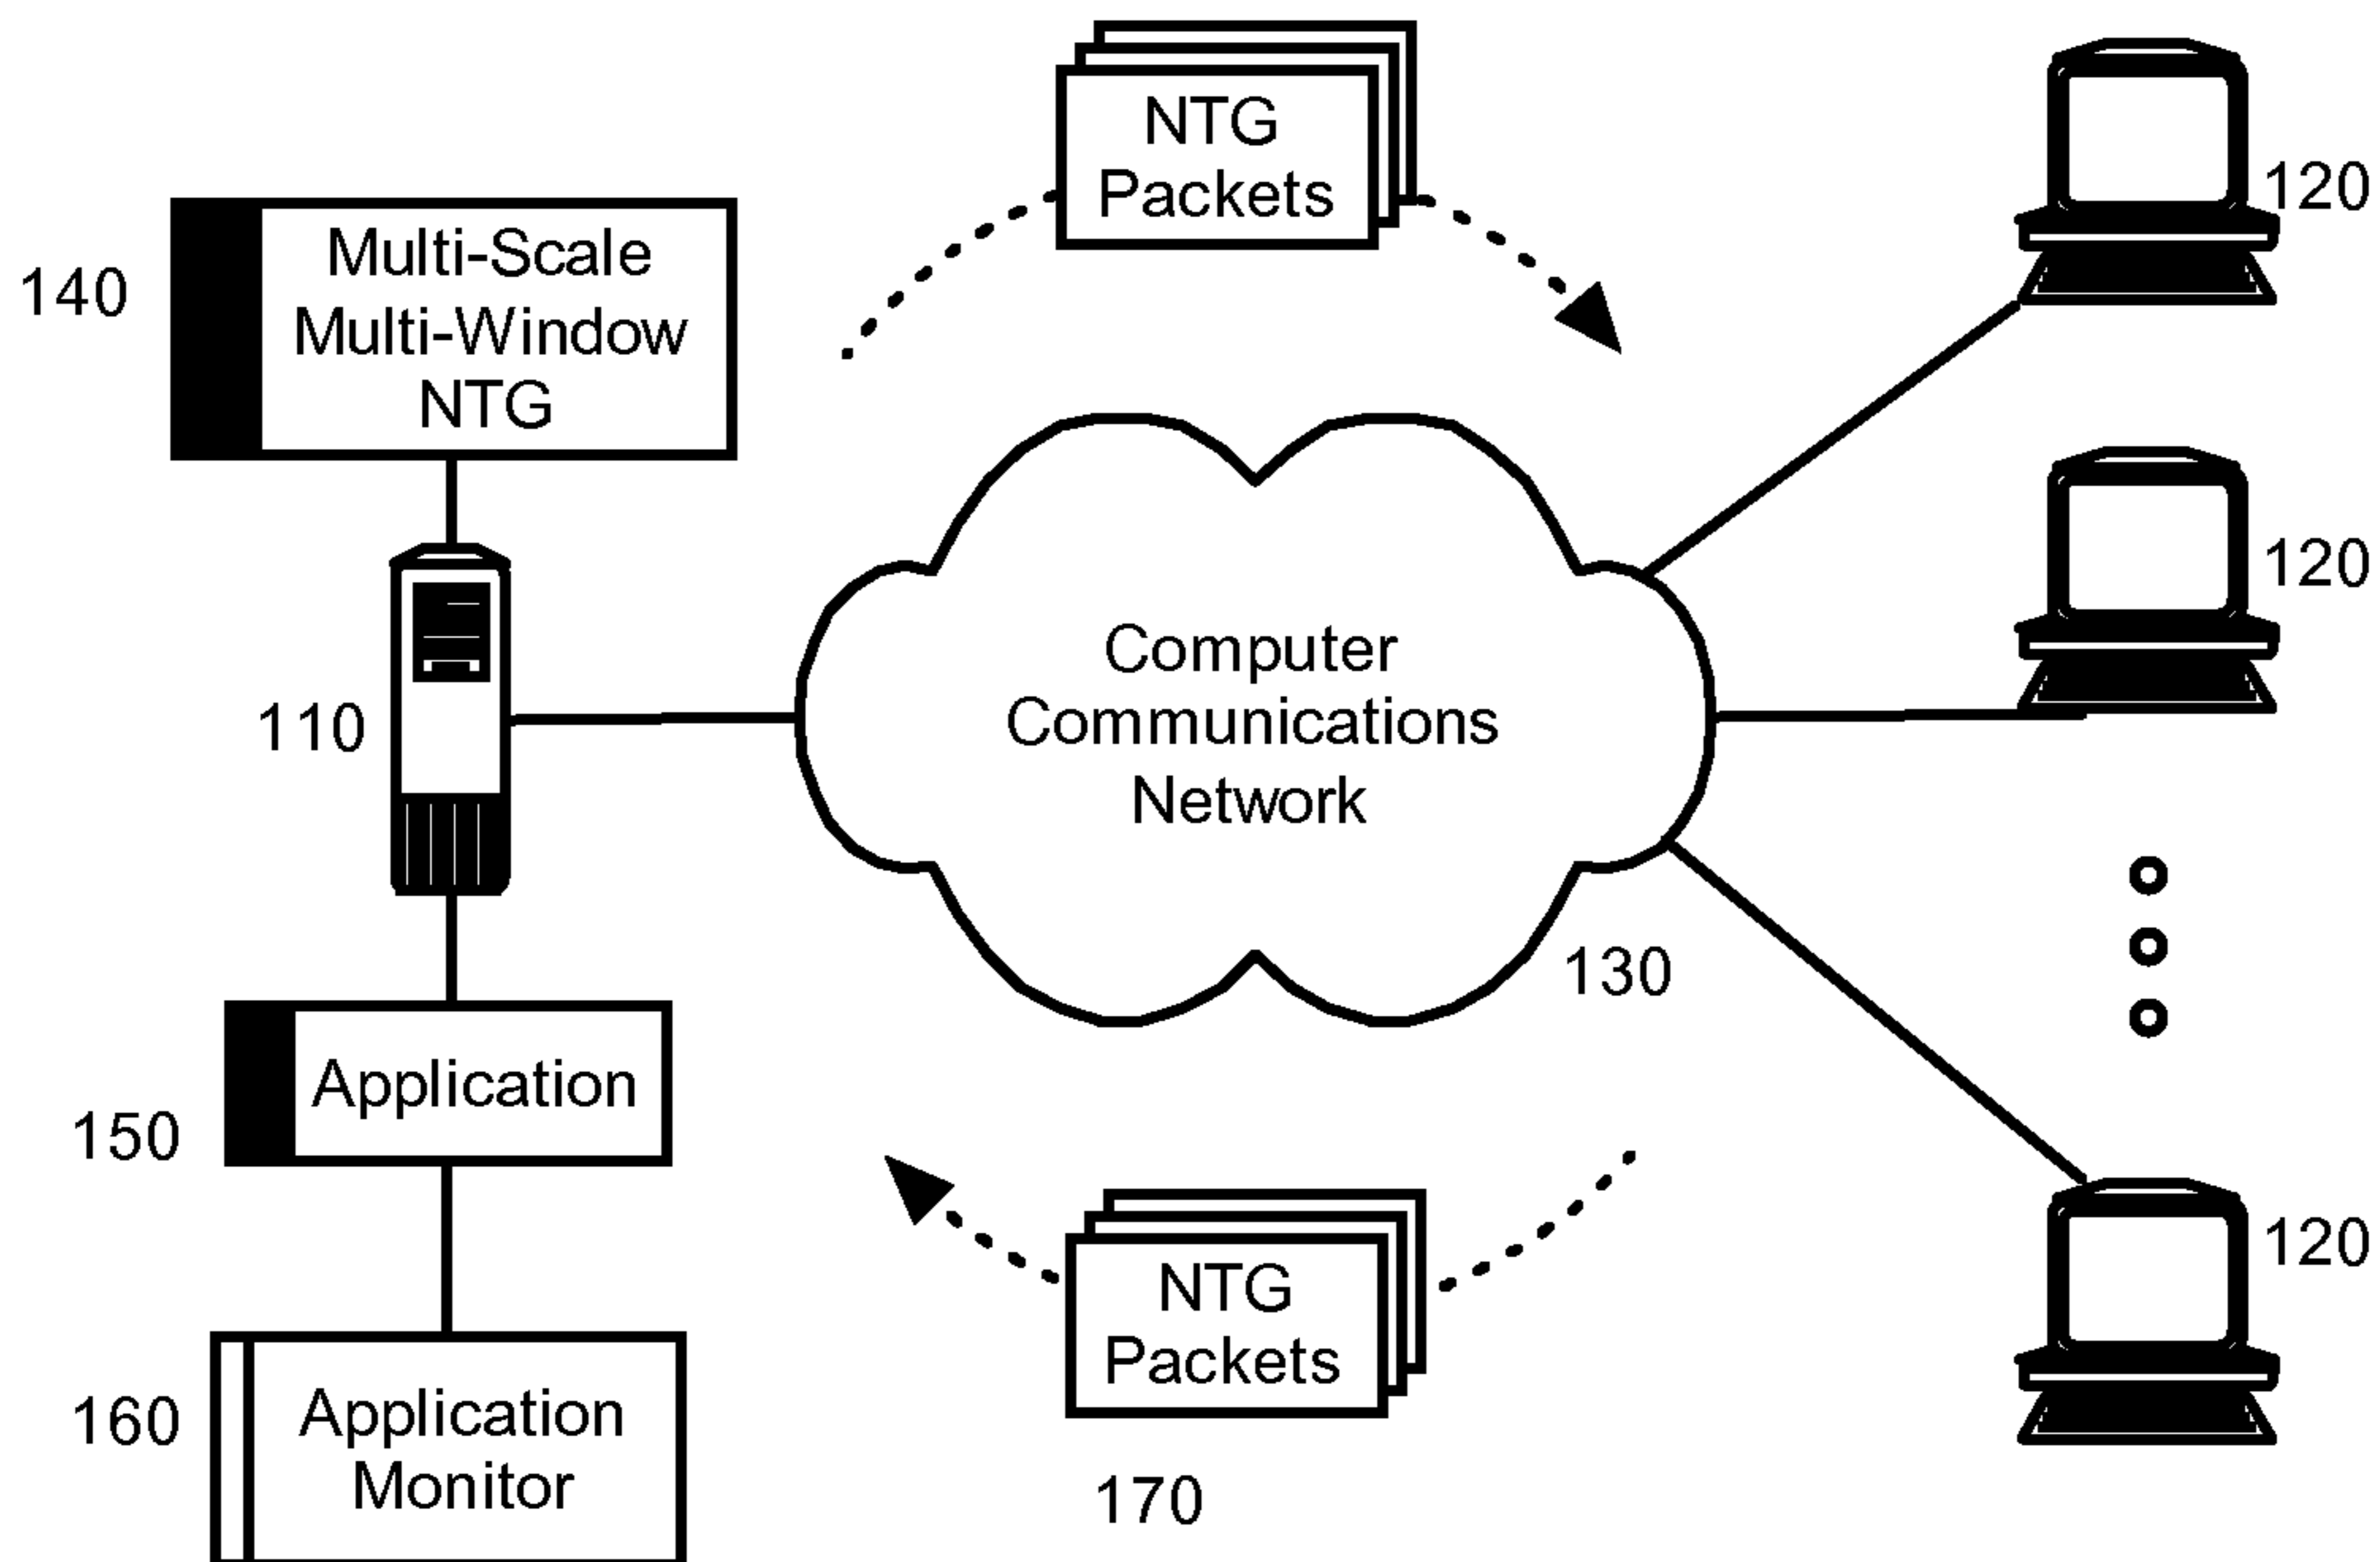 NTG
Packets
120
140
Multi-Scale
Multi-Window
NTG
120
110
Computer
Communications
Network
130
150
Application
120
NTG
Packets
160
Application
Monitor
170